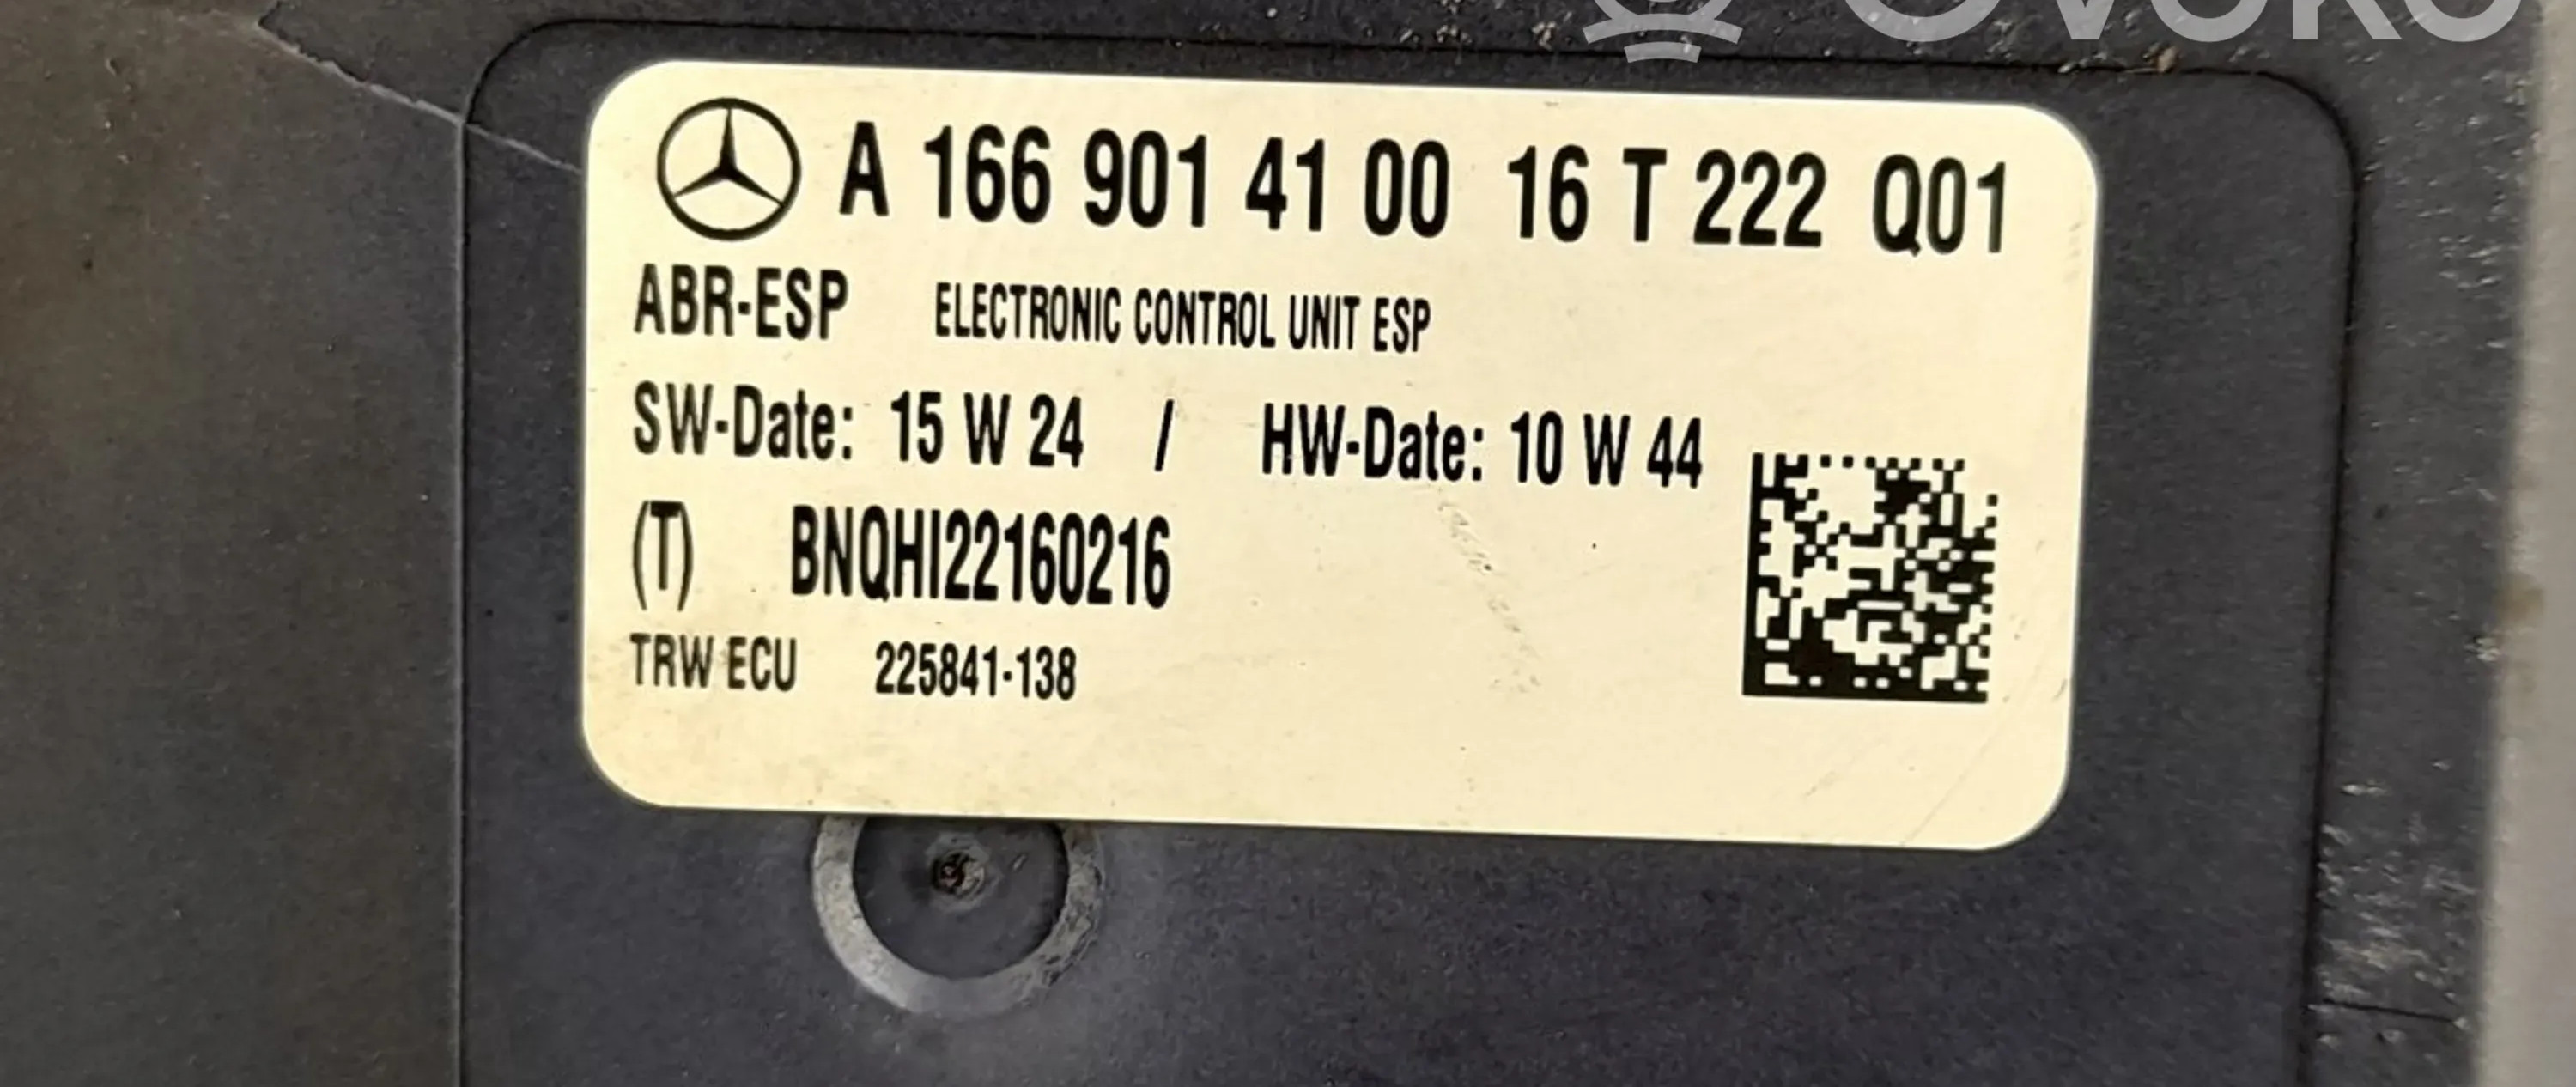 OVOKO
A 166 901 41 00 16 T 222 Q01
ABR-ESP ELECTRONIC CONTROL UNIT ESP
SW-Date: 15 W 24 / HW-Date: 10 W 44
(T) BNQHI22160216
TRW ECU 225841-138